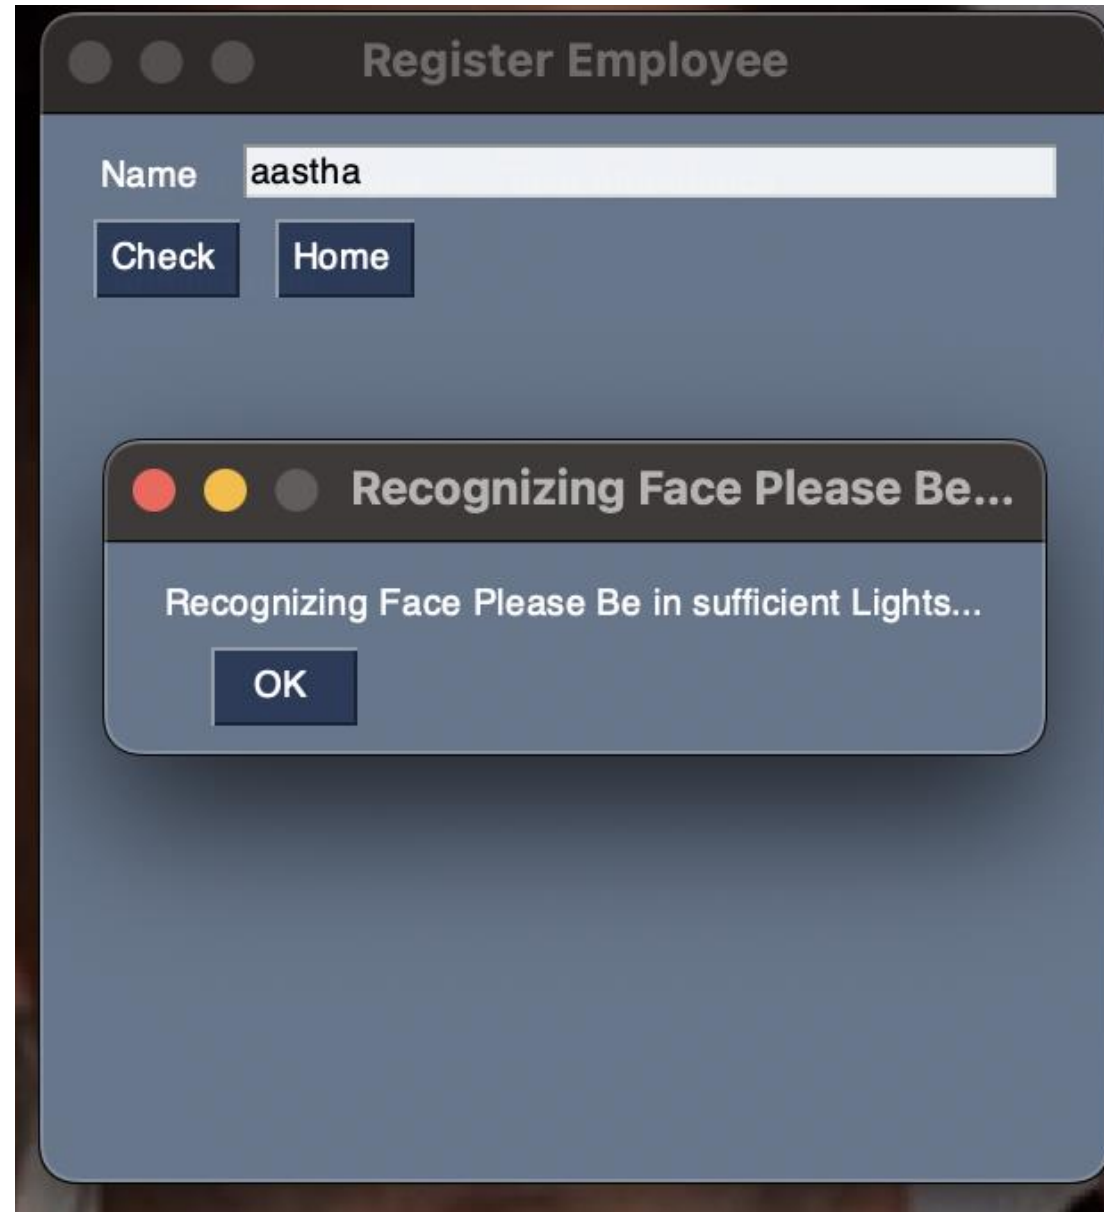 Register Employee
Name aastha
Check Home
Recognizing Face Please Be...
Recognizing Face Please Be in sufficient Lights...
OK